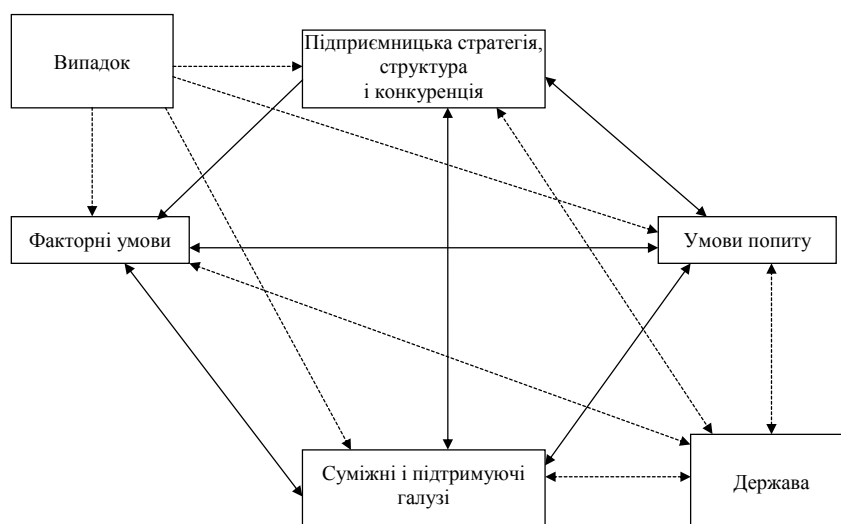 Випадок
Підприємницька стратегія,
структура
і конкуренція
Факторні умови
Умови попиту
Суміжні і підтримуючі
галузі
Держава